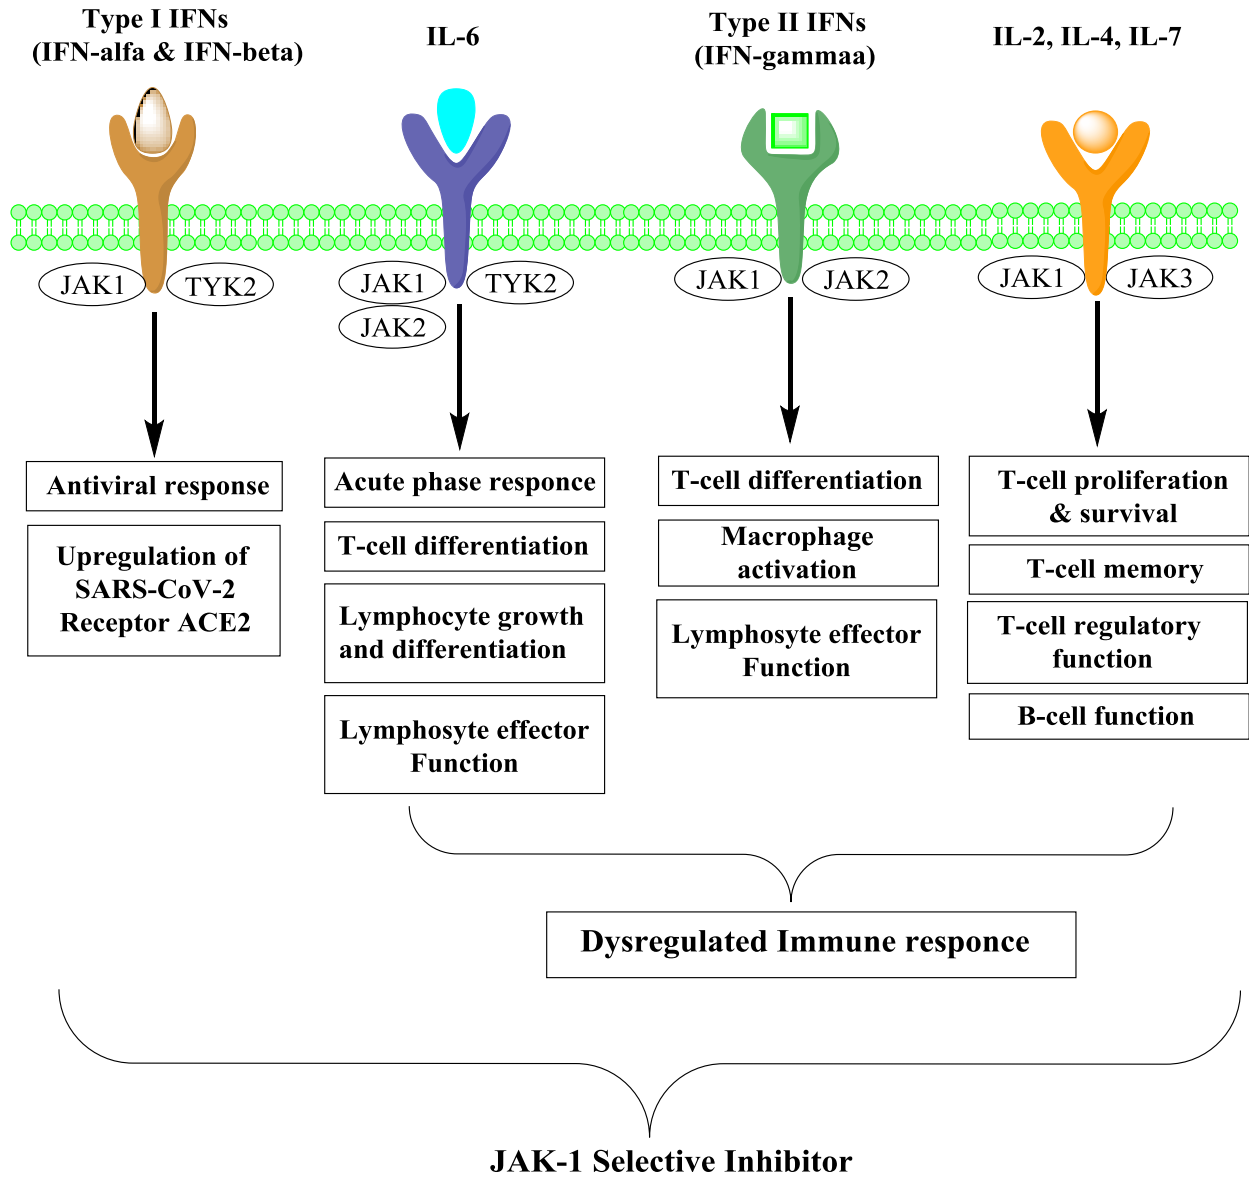 Type I IFNs
(IFN-alfa & IFN-beta)
IL-6
Type II IFNs
(IFN-gammaa)
IL-2, IL-4, IL-7
JAK1
TYK2
JAK1
TYK2
JAK2
JAK1
JAK2
JAK1
JAK3
Antiviral response
Upregulation of
SARS-CoV-2
Receptor ACE2
Acute phase responce
T-cell differentiation
Lymphocyte growth
and differentiation
Lymphosyte effector
Function
T-cell differentiation
Macrophage
activation
Lymphosyte effector
Function
T-cell proliferation
& survival
T-cell memory
T-cell regulatory
function
B-cell function
Dysregulated Immune responce
JAK-1 Selective Inhibitor